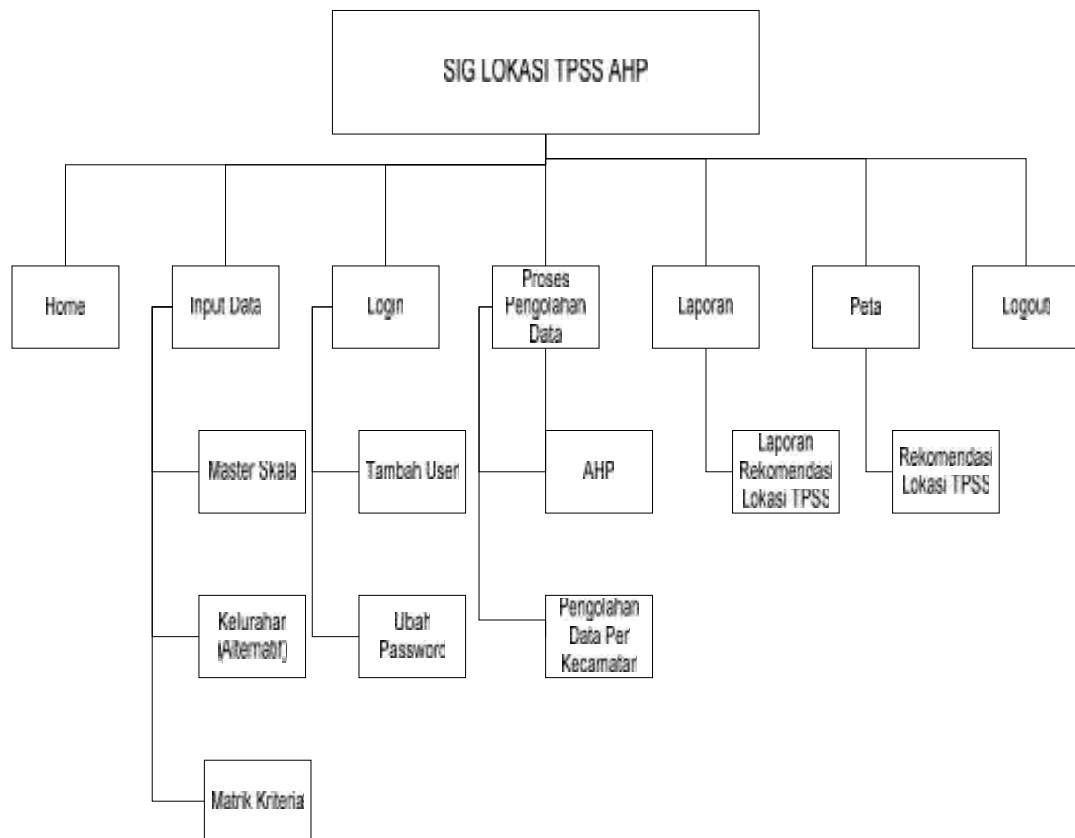 SIG LOKASI TPSS AHP
Home
Input Data
Login
Proses
Pengolahan
Data
Laporan
Peta
Logout
Master Skala
Tambah User
AHP
Laporan
Rekomendasi
Lokasi TPSS
Rekomendasi
Lokasi TPSS
Kelurahan
(Alternatif)
Ubah
Password
Pengolahan
Data Per
Kecamatan
Matrik Kriteria